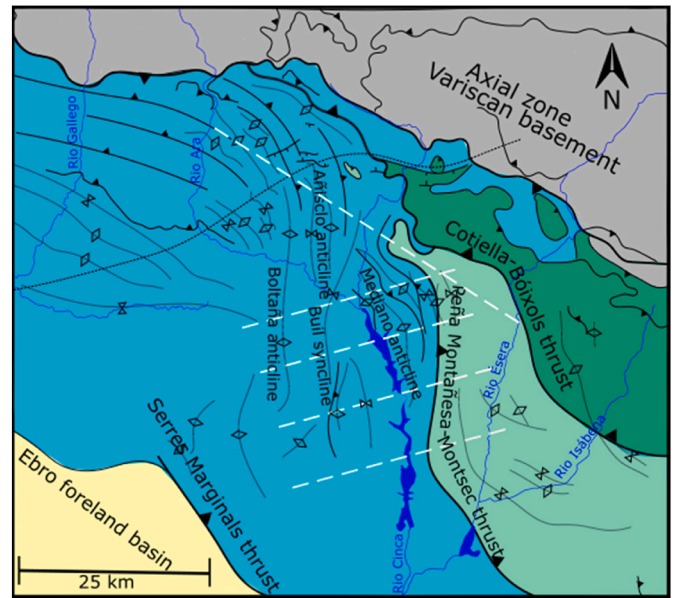 Axial zone
Variscan basement
N
Río Gallego
Río Ara
Añisclo anticline
Cotiella-Bóixols thrust
Mediano anticline
Boltaña anticline
Buil syncline
Peña Montañesa-Montsec thrust
Río Esera
Río Isábena
Serres Marginals thrust
Ebro foreland basin
Río Cinca
25 km